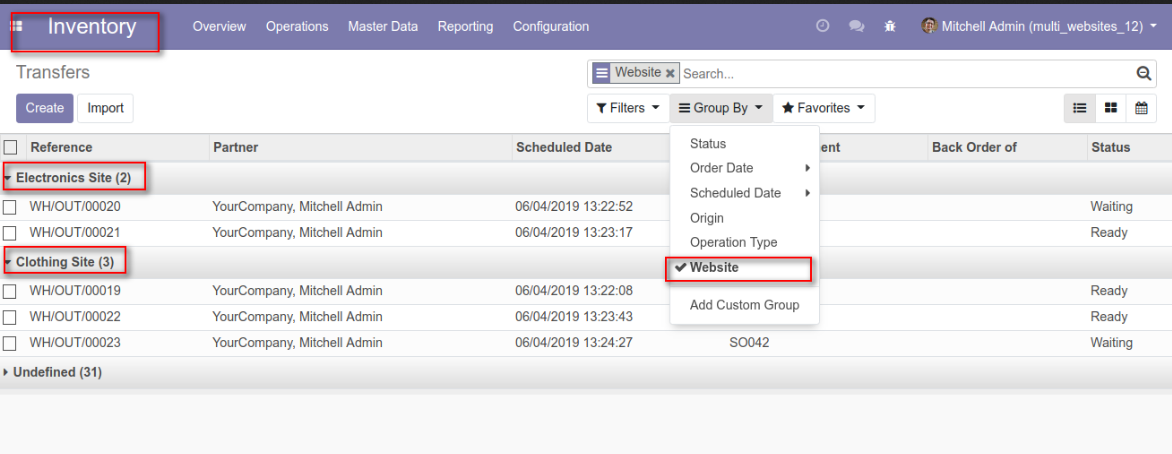 Inventory Overview Operations Master Data Reporting Configuration Mitchell Admin (multi_websites_12)
Transfers Website Search...
Create Import Filters Group By Favorites
Reference Partner Scheduled Date ent Back Order of Status
Status
Order Date
Scheduled Date
Origin
Operation Type
Website
Add Custom Group
Electronics Site (2)
WH/OUT/00020 YourCompany, Mitchell Admin 06/04/2019 13:22:52 Waiting
WH/OUT/00021 YourCompany, Mitchell Admin 06/04/2019 13:23:17 Ready
Clothing Site (3)
WH/OUT/00019 YourCompany, Mitchell Admin 06/04/2019 13:22:08 Ready
WH/OUT/00022 YourCompany, Mitchell Admin 06/04/2019 13:23:43 Ready
WH/OUT/00023 YourCompany, Mitchell Admin 06/04/2019 13:24:27 SO042 Waiting
Undefined (31)